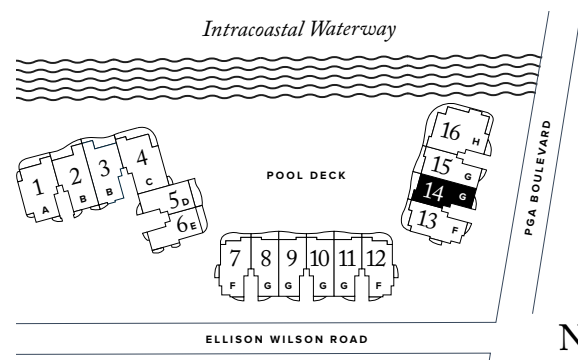 Intracoastal Waterway
16 H
15 G
14 G
13 F
1 A
2 B
3 B
4 C
5 D
6 E
POOL DECK
PGA BOULEVARD
7 8 9 10 11 12
F G G G G F
ELLISON WILSON ROAD
N